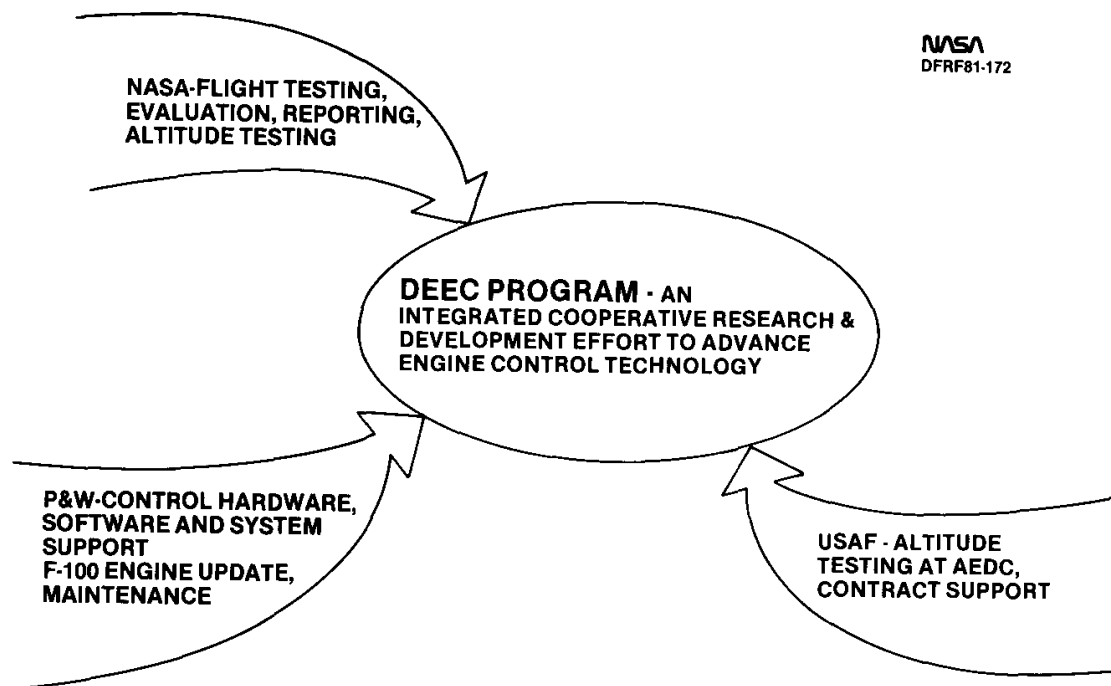 NASA
DFRF81-172
NASA-FLIGHT TESTING,
EVALUATION, REPORTING,
ALTITUDE TESTING
DEEC PROGRAM - AN
INTEGRATED COOPERATIVE RESEARCH &
DEVELOPMENT EFFORT TO ADVANCE
ENGINE CONTROL TECHNOLOGY
P&W-CONTROL HARDWARE,
SOFTWARE AND SYSTEM
SUPPORT
F-100 ENGINE UPDATE,
MAINTENANCE
USAF - ALTITUDE
TESTING AT AEDC,
CONTRACT SUPPORT